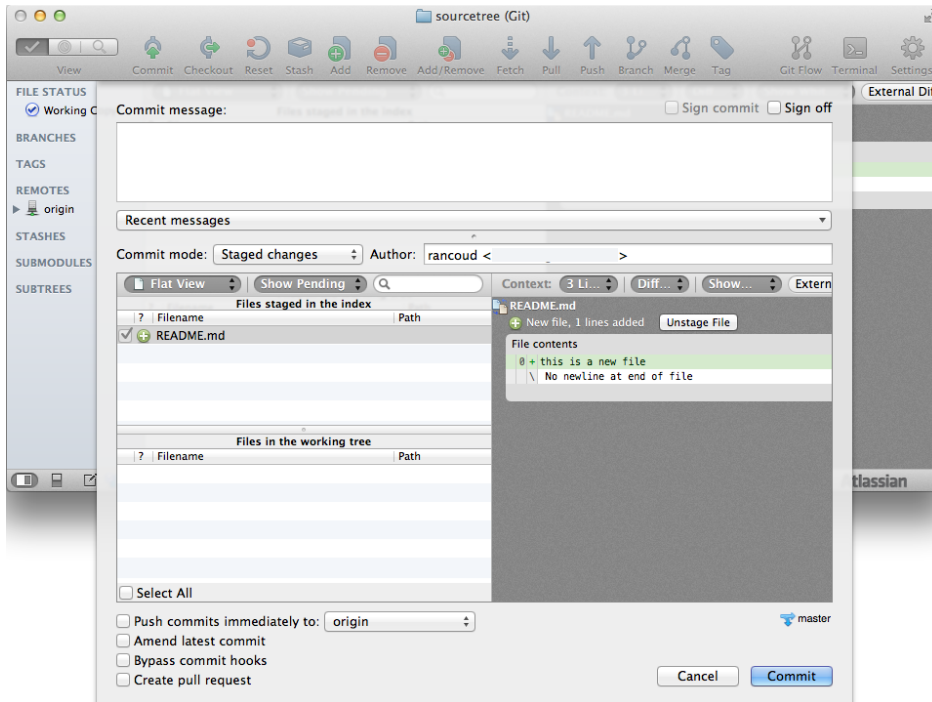 sourcetree (Git)
View Commit Checkout Reset Stash Add Remove Add/Remove Fetch Pull Push Branch Merge Tag Git Flow Terminal Settings
FILE STATUS
Working C
External Dif
BRANCHES
TAGS
REMOTES
origin
STASHES
SUBMODULES
SUBTREES
Commit message: Sign commit Sign off
Recent messages
Commit mode: Staged changes Author: rancoud < >
Flat View Show Pending Context: 3 Li... Diff... Show... Extern
Files staged in the index
? Filename Path
README.md
README.md
New file, 1 lines added Unstage File
File contents
0 + this is a new file
\ No newline at end of file
Files in the working tree
? Filename Path
Select All
tlassian
Push commits immediately to: origin
master
Amend latest commit
Bypass commit hooks
Create pull request
Cancel Commit